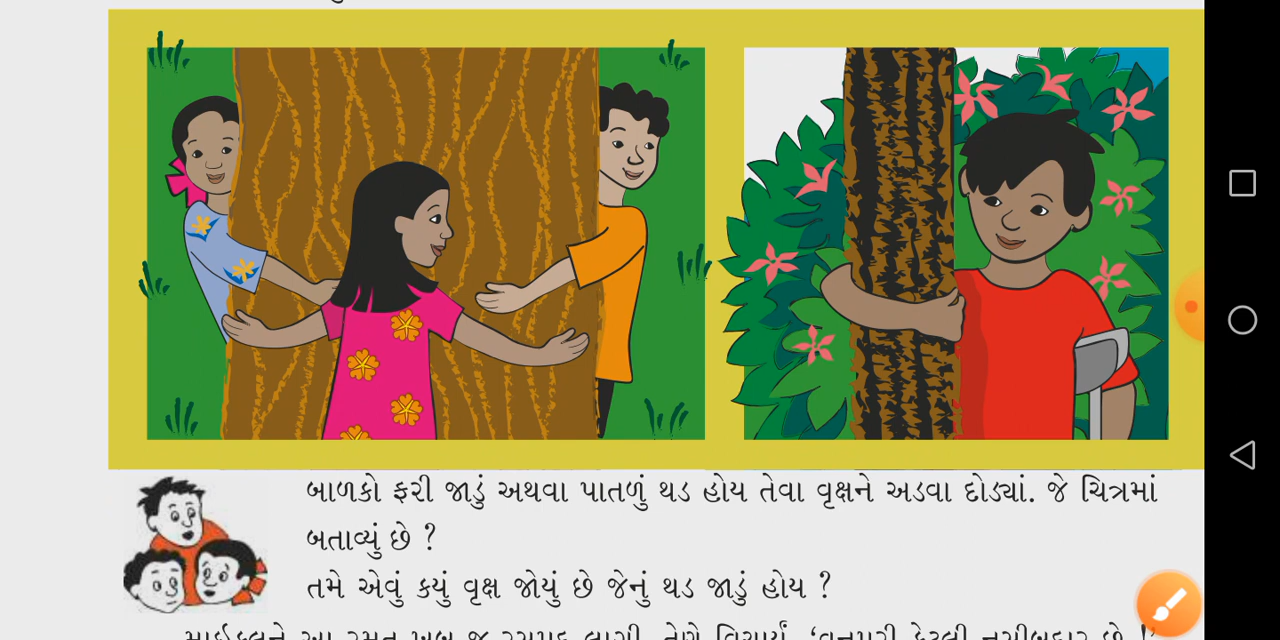 બાળકો ફરી જાડું અથવા પાતળું થડ હોય તેવા વૃક્ષને અડવા દોડ્યાં. જે ચિત્રમાં
બતાવ્યું છે ?
તમે એવું કયું વૃક્ષ જોયું છે જેનું થડ જાડું હોય ?